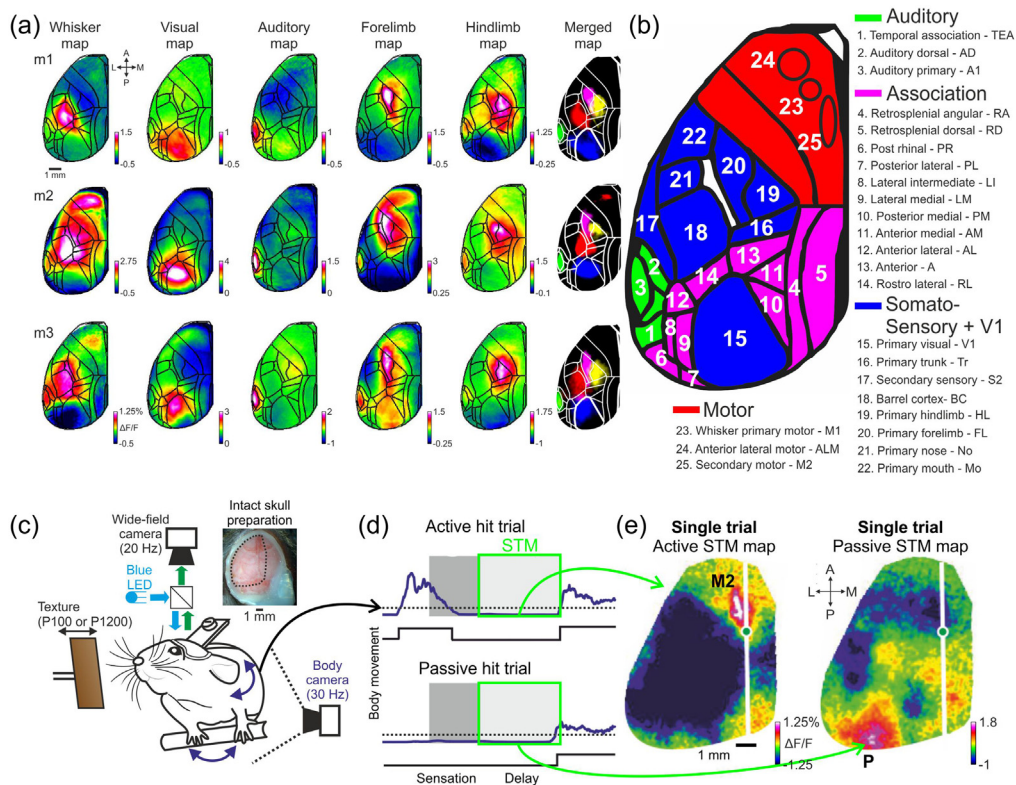 (a)
Whisker map
Visual map
Auditory map
Forelimb map
Hindlimb map
Merged map
m1
A
L M
P
1.5
-0.5
1
-0.5
1
-0.5
1.5
-0.5
1.5
-0.5
1 mm
m2
2.75
-0.5
4
0
1
-0.5
3
-0.25
1.5
-0.1
m3
1.25%
ΔF/F
-0.5
3
0
2
-1
1.75
-0.25
1.5
-1
(b)
24
23
25
22
20
21
19
17
18
16
13
2
14
11
5
3
12
10
4
1
8
15
9
6
7
Auditory
1. Temporal association - TEA
2. Auditory dorsal - AD
3. Auditory primary - A1
Association
4. Retrosplenial angular - RA
5. Retrosplenial dorsal - RD
6. Post rhinal - PR
7. Posterior lateral - PL
8. Lateral intermediate - LI
9. Lateral medial - LM
10. Posterior medial - PM
11. Anterior medial - AM
12. Anterior lateral - AL
13. Anterior - A
14. Rostro lateral - RL
Somato-
Sensory + V1
15. Primary visual - V1
16. Primary trunk - Tr
17. Secondary sensory - S2
18. Barrel cortex- BC
19. Primary hindlimb - HL
20. Primary forelimb - FL
21. Primary nose - No
22. Primary mouth - Mo
Motor
23. Whisker primary motor - M1
24. Anterior lateral motor - ALM
25. Secondary motor - M2
(c)
Wide-field
camera
(20 Hz)
Blue
LED
Intact skull
preparation
1 mm
Texture
(P100 or P1200)
Body
camera
(30 Hz)
(d)
Active hit trial
STM
Body movement
Passive hit trial
Sensation
Delay
(e)
Single trial
Active STM map
M2
1.25%
ΔF/F
-1.25
1 mm
Single trial
Passive STM map
A
L M
P
1.8
-1
P